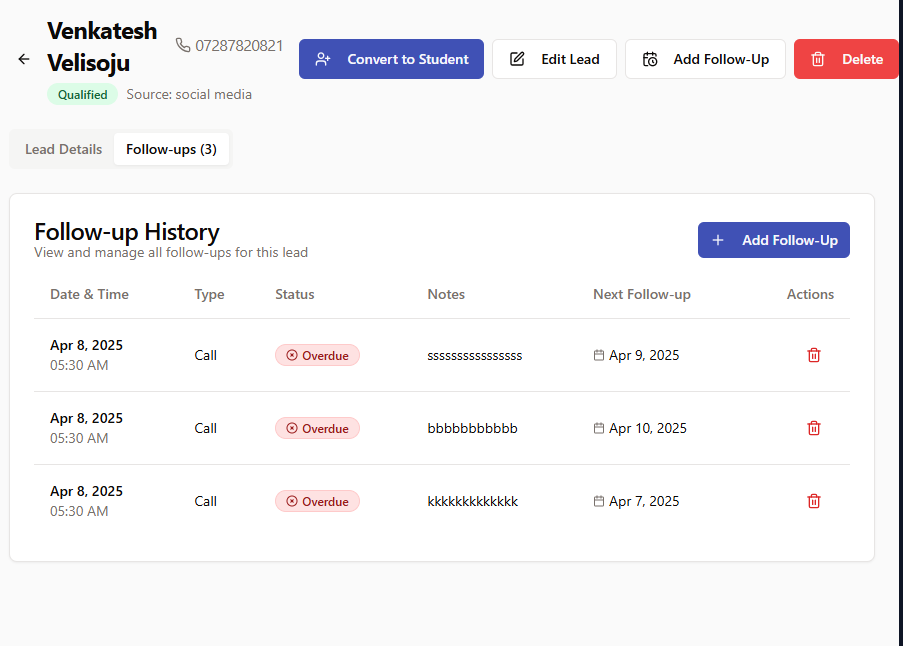 Venkatesh
Velisoju
07287820821
Convert to Student
Edit Lead
Add Follow-Up
Delete
Qualified
Source: social media
Lead Details
Follow-ups (3)
Follow-up History
View and manage all follow-ups for this lead
Add Follow-Up
Date & Time Type Status Notes Next Follow-up Actions
Apr 8, 2025
05:30 AM
Call Overdue ssssssssssssssss Apr 9, 2025
Apr 8, 2025
05:30 AM
Call Overdue bbbbbbbbbbb Apr 10, 2025
Apr 8, 2025
05:30 AM
Call Overdue kkkkkkkkkkkkk Apr 7, 2025